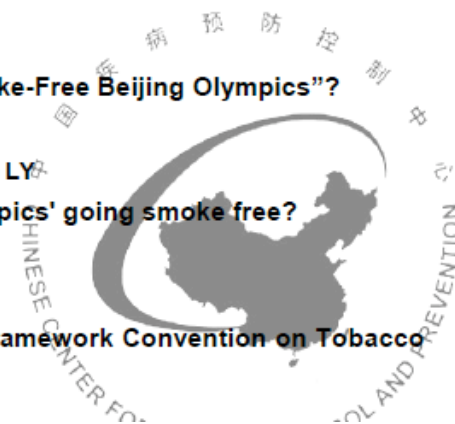 中国疾病预防控制中心
ke-Free Beijing Olympics”?
LY
pics' going smoke free?
amework Convention on Tobacco
CHINESE CENTER FO
OL AND PREVENTION